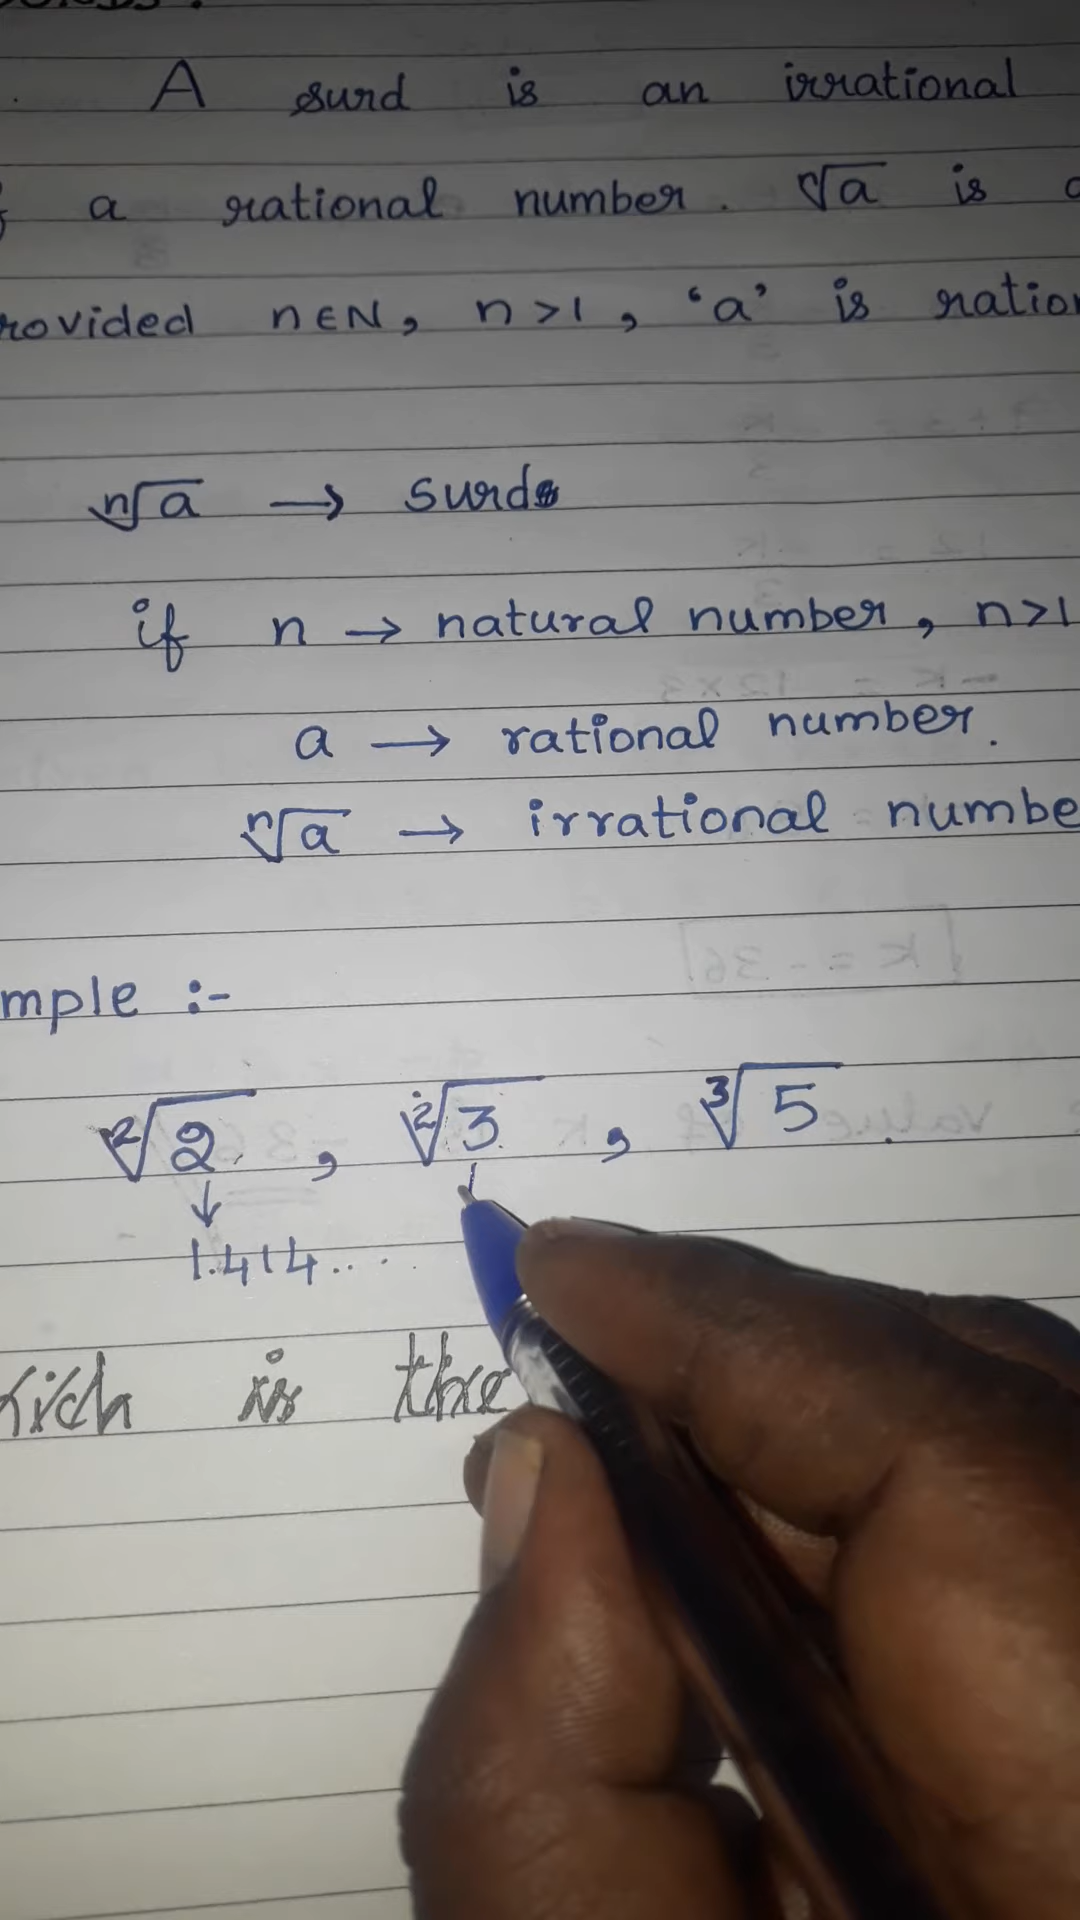 A surd is an irrational
a rational number. ⁿ√a is
rovided n∈N, n>1, 'a' is ration
ⁿ√a → surds
if n → natural number, n>1
a → rational number.
ⁿ√a → irrational numbe
mple :-
²√2, ²√3, ³√5.
↓
1.414....
hich is the